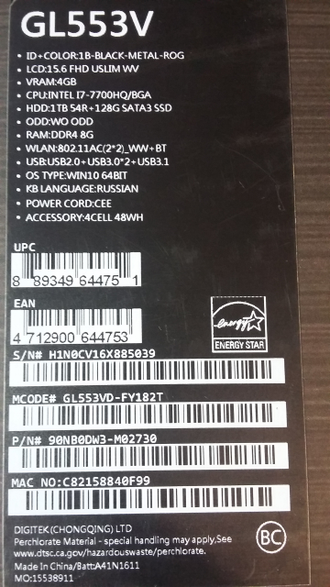 GL553V
• ID+COLOR:1B-BLACK-METAL-ROG
• LCD:15.6 FHD USLIM WV
• VRAM:4GB
• CPU:INTEL I7-7700HQ/BGA
• HDD:1TB 54R+128G SATA3 SSD
• ODD:WO ODD
• RAM:DDR4 8G
• WLAN:802.11AC(2*2)_WW+BT
• USB:USB2.0+USB3.0*2+USB3.1
• OS TYPE:WIN10 64BIT
• KB LANGUAGE:RUSSIAN
• POWER CORD:CEE
• ACCESSORY:4CELL 48WH
UPC
8 89349 64475 1
EAN
4 712900 644753
energy
ENERGY STAR
S/N# H1N0CV16X885039
MCODE# GL553VD-FY182T
P/N# 90NB0DW3-M02730
MAC NO:C82158840F99
DIGITEK(CHONGQING) LTD
Perchlorate Material - special handling may apply,See
www.dtsc.ca.gov/hazardouswaste/perchlorate.
Made In China/Batt:A41N1611
MO:15538911
BC